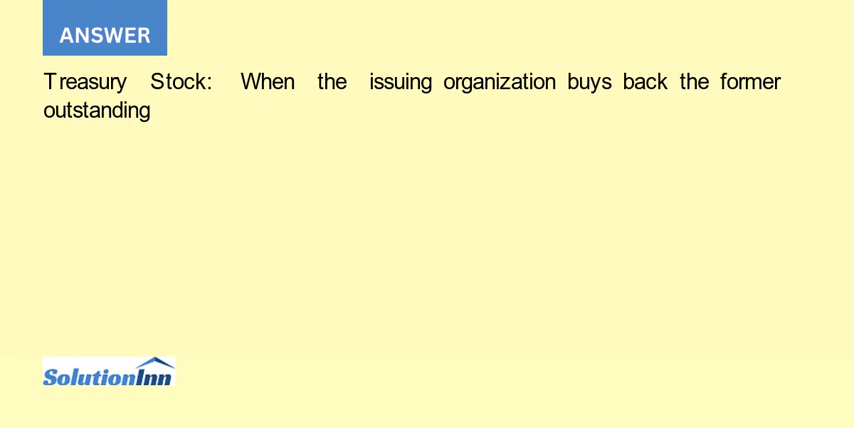 ANSWER
Treasury Stock: When the issuing organization buys back the former
outstanding
SolutionInn